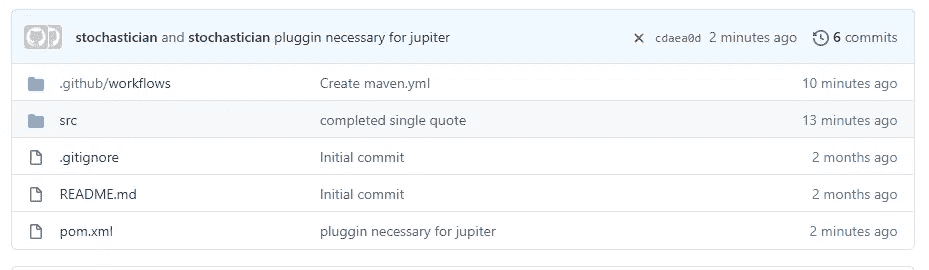 stochastician and stochastician pluggin necessary for jupiter cdaea0d 2 minutes ago 6 commits
.github/workflows Create maven.yml 10 minutes ago
src completed single quote 13 minutes ago
.gitignore Initial commit 2 months ago
README.md Initial commit 2 months ago
pom.xml pluggin necessary for jupiter 2 minutes ago